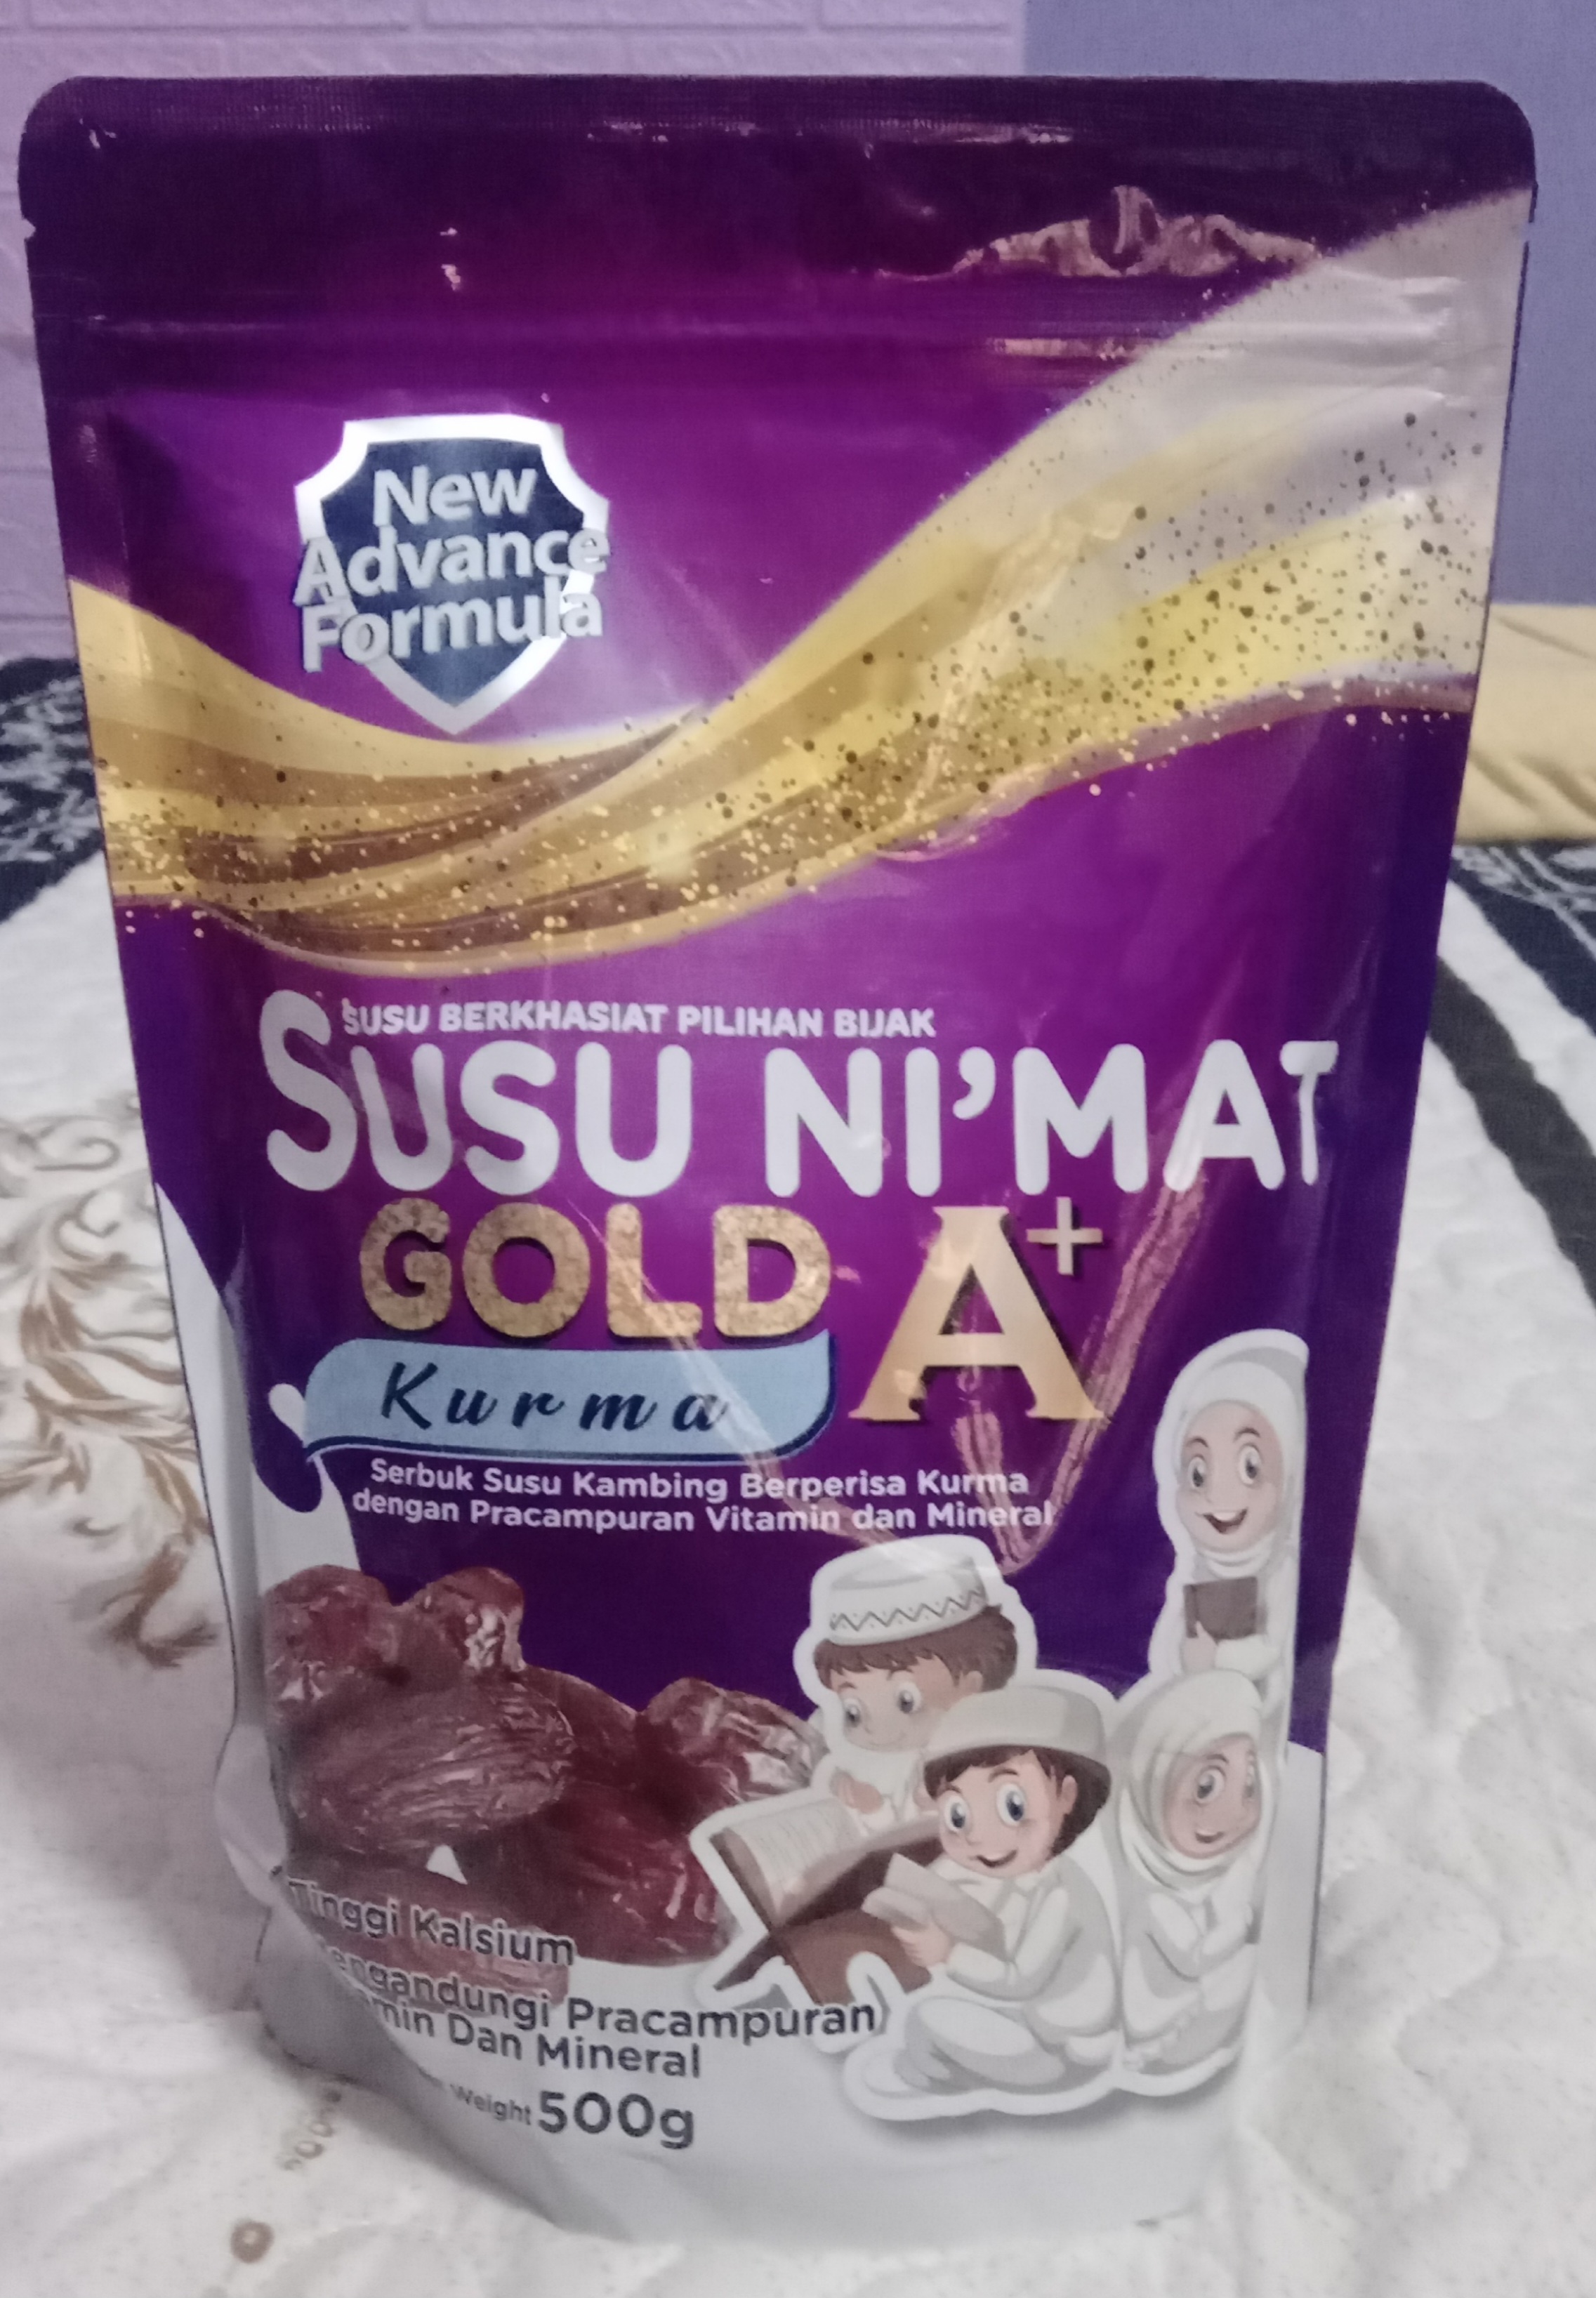 New
Advance
Formula
SUSU BERKHASIAT PILIHAN BIJAK
SUSU NI'MAT
GOLD A+
Kurma
Serbuk Susu Kambing Berperisa Kurma
dengan Pracampuran Vitamin dan Mineral
Tinggi Kalsium
Pracampuran
Dan Mineral
Weight 500g